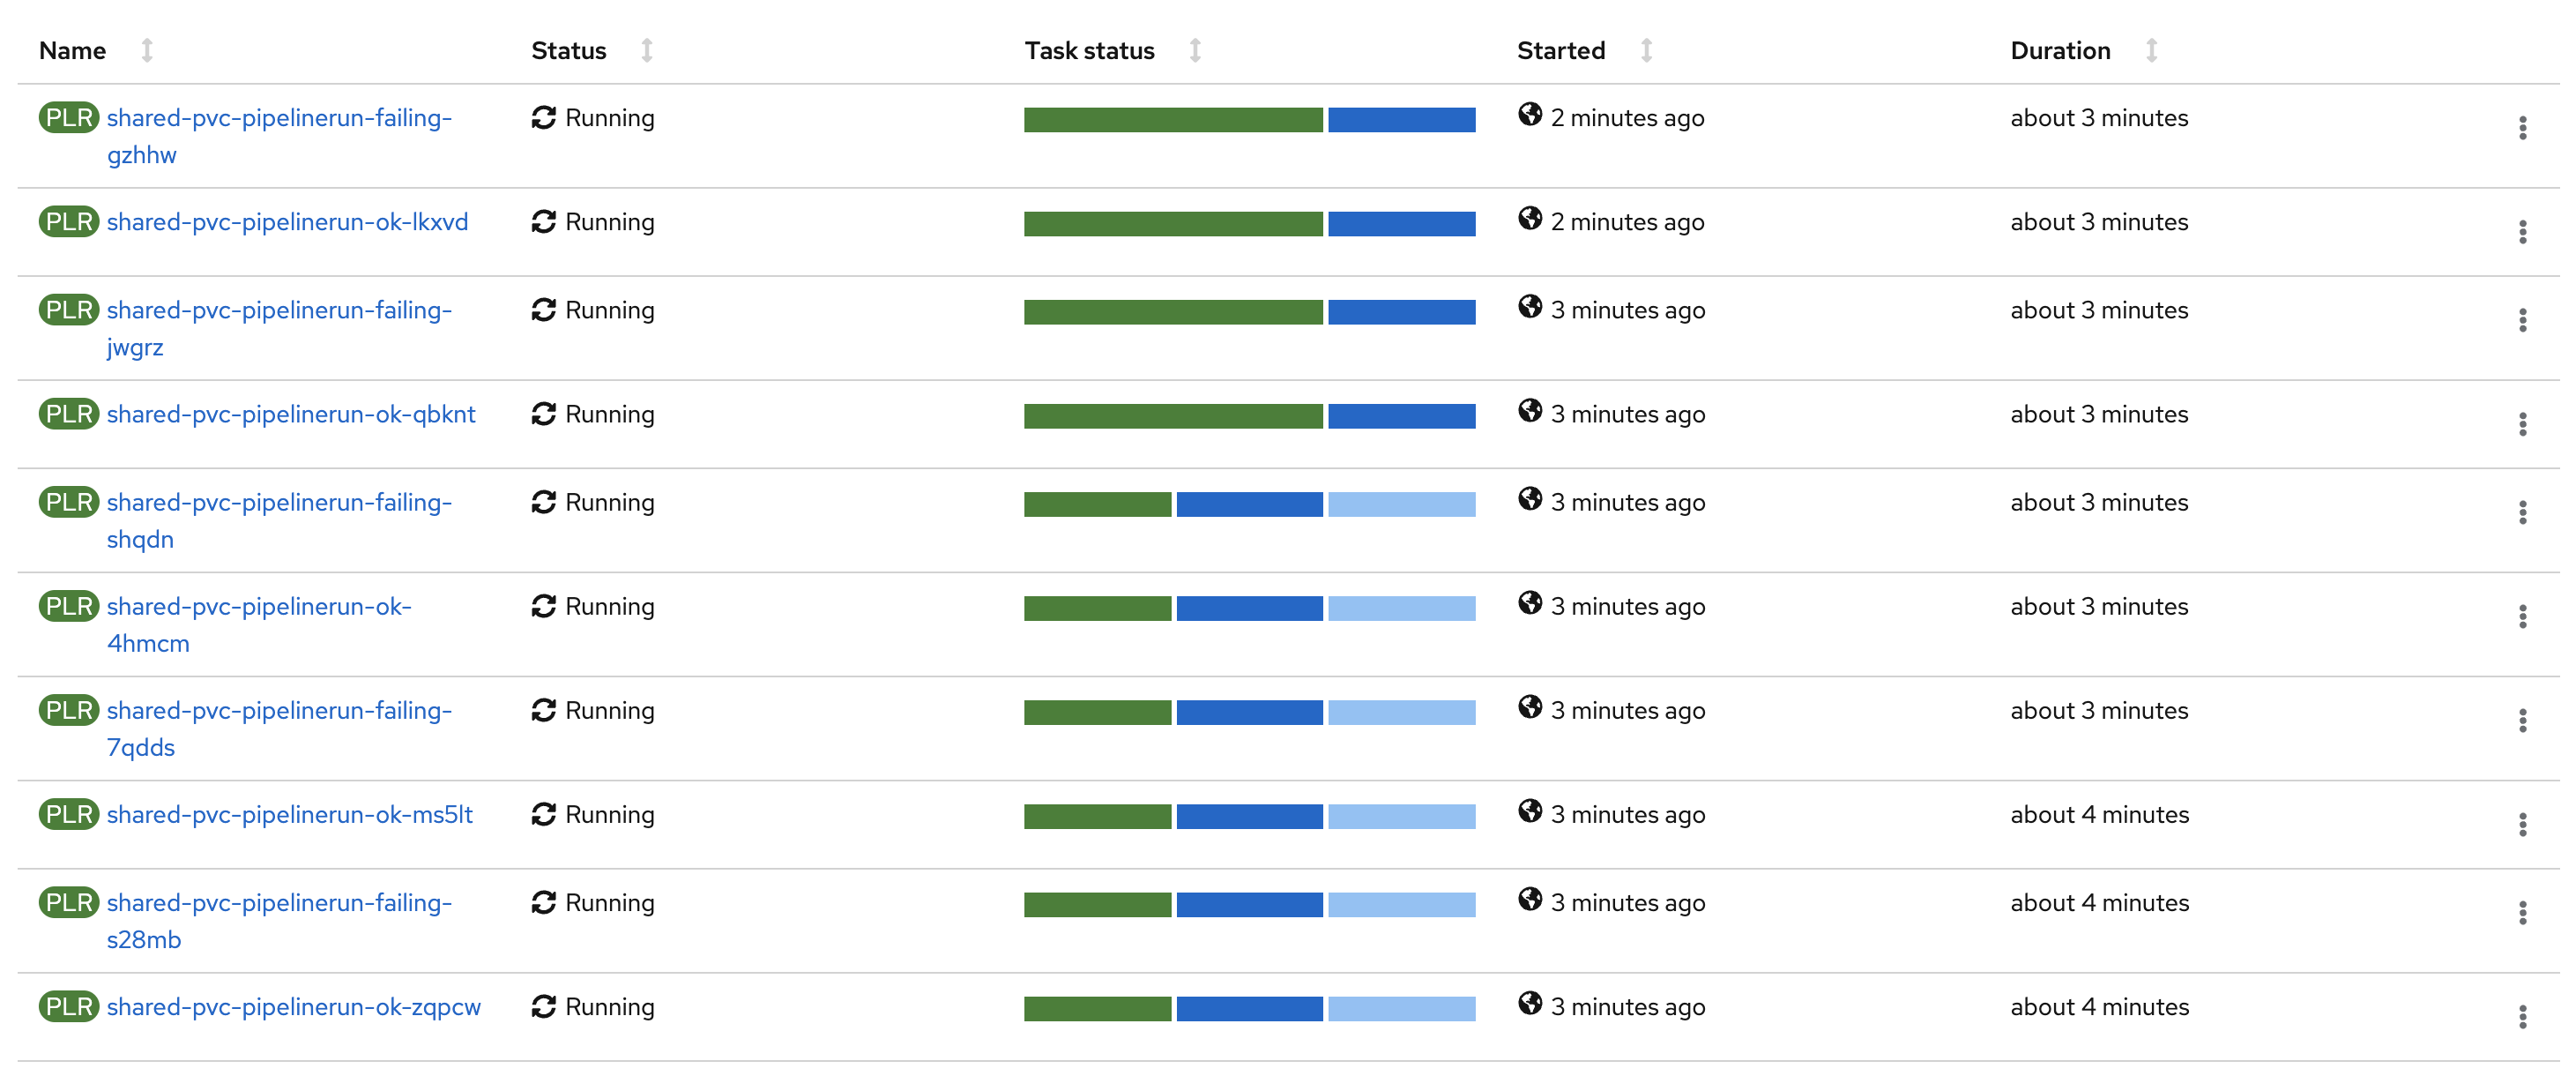 Name Status Task status Started Duration
PLR shared-pvc-pipelinerun-failing- Running 2 minutes ago about 3 minutes
gzhhw
PLR shared-pvc-pipelinerun-ok-lkxvd Running 2 minutes ago about 3 minutes
PLR shared-pvc-pipelinerun-failing- Running 3 minutes ago about 3 minutes
jwgrz
PLR shared-pvc-pipelinerun-ok-qbknt Running 3 minutes ago about 3 minutes
PLR shared-pvc-pipelinerun-failing- Running 3 minutes ago about 3 minutes
shqdn
PLR shared-pvc-pipelinerun-ok- Running 3 minutes ago about 3 minutes
4hmcm
PLR shared-pvc-pipelinerun-failing- Running 3 minutes ago about 3 minutes
7qdds
PLR shared-pvc-pipelinerun-ok-ms5lt Running 3 minutes ago about 4 minutes
PLR shared-pvc-pipelinerun-failing- Running 3 minutes ago about 4 minutes
s28mb
PLR shared-pvc-pipelinerun-ok-zqpcw Running 3 minutes ago about 4 minutes